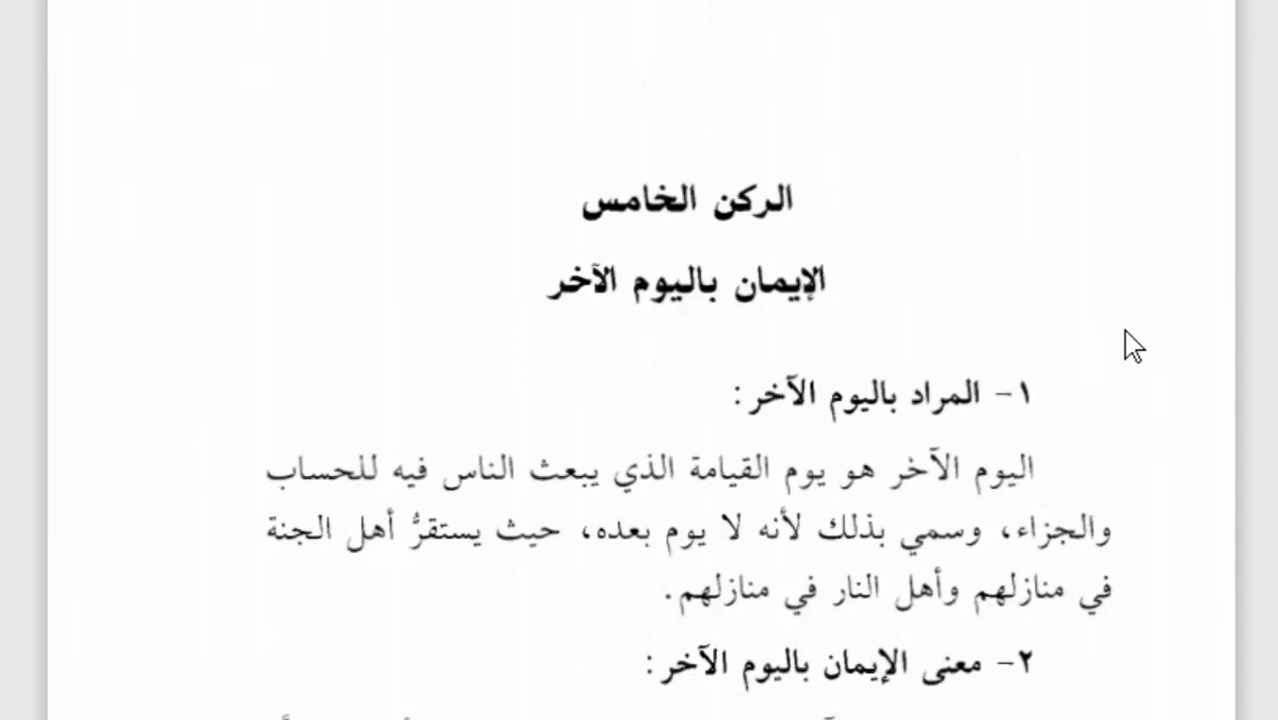 الركن الخامس
الإيمان باليوم الآخر
١- المراد باليوم الآخر :
اليوم الآخر هو يوم القيامة الذي يبعث الناس فيه للحساب
والجزاء، وسمي بذلك لأنه لا يوم بعده، حيث يستقرُّ أهل الجنة
في منازلهم وأهل النار في منازلهم .
٢- معنى الإيمان باليوم الآخر :